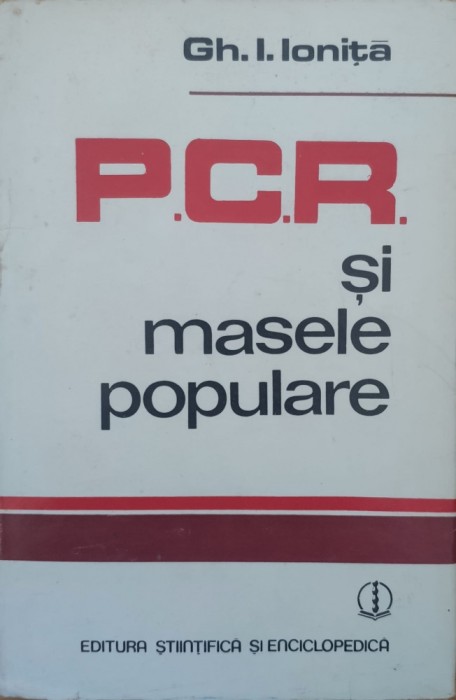 Gh. I. Ioniță
P.C.R.
și
masele
populare
EDITURA ȘTIINȚIFICĂ ȘI ENCICLOPEDICĂ